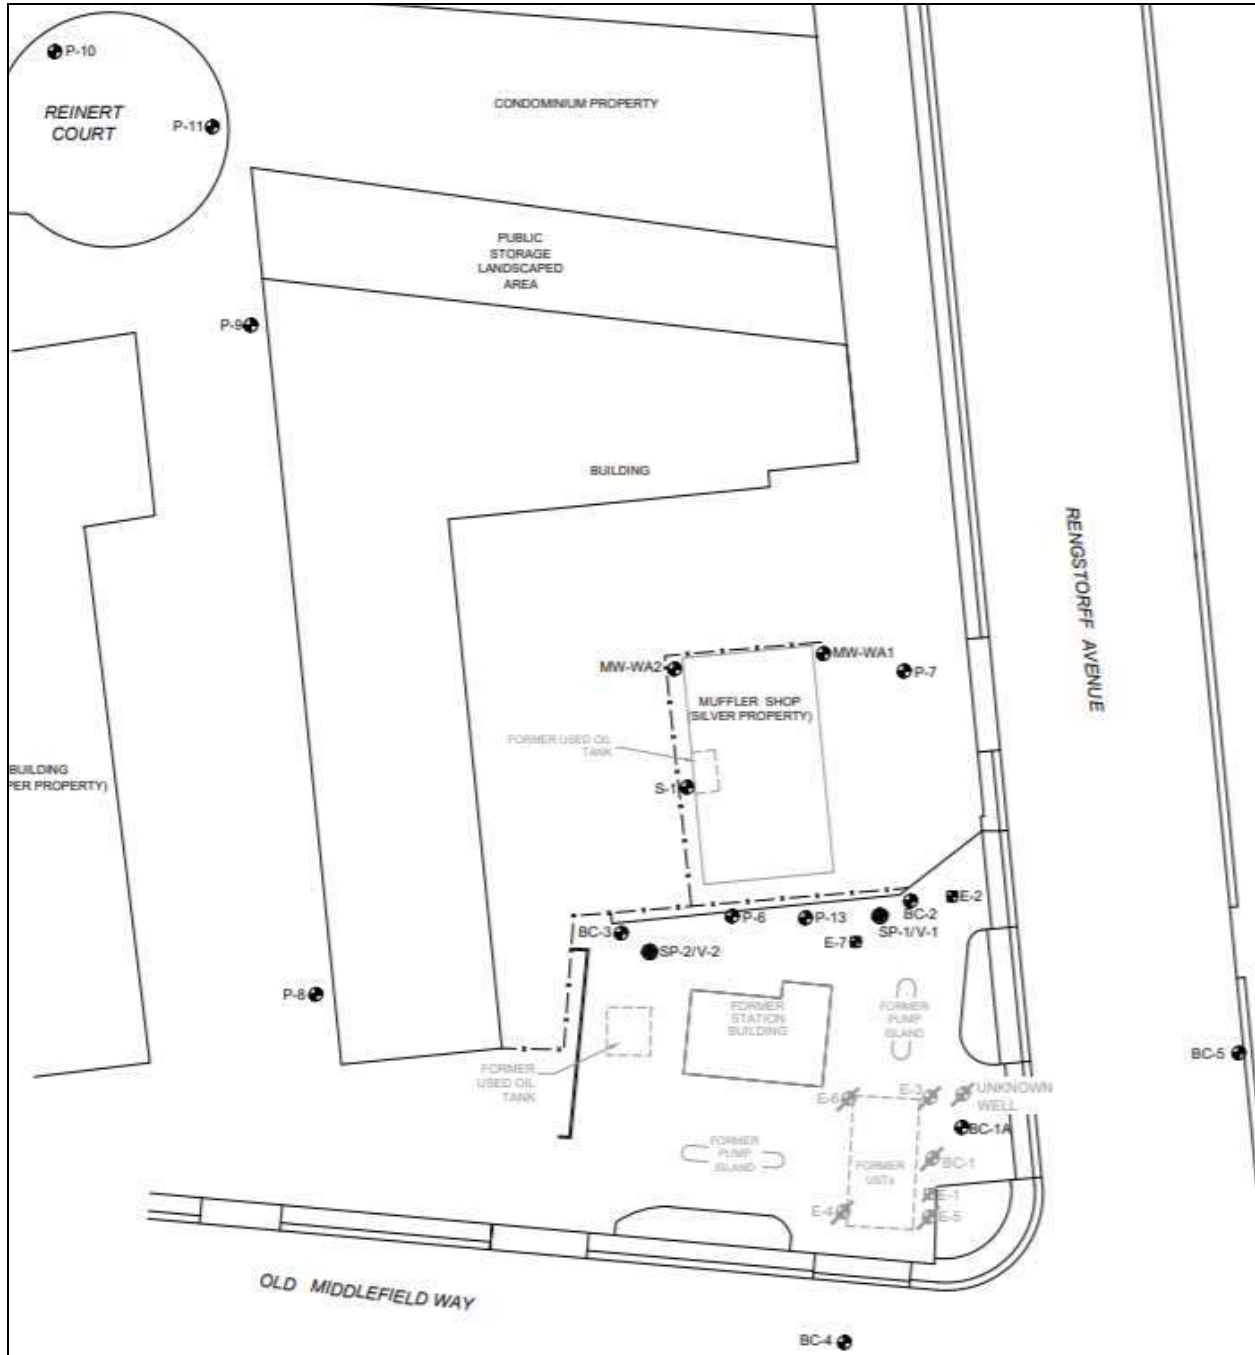 P-10
REINERT
COURT
P-11
CONDOMINIUM PROPERTY
PUBLIC
STORAGE
LANDSCAPED
AREA
P-9
BUILDING
RENGSTORFF AVENUE
MW-WA2
MW-WA1
P-7
MUFFLER SHOP
(SILVER PROPERTY)
FORMER USED OIL
TANK
S-1
BUILDING
PER PROPERTY)
E-2
BC-2
P-6
P-13
SP-1/V-1
BC-3
E-7
SP-2/V-2
P-8
FORMER
STATION
BUILDING
FORMER
PUMP
ISLAND
BC-5
FORMER
USED OIL
TANK
E-6
E-3
UNKNOWN
WELL
BC-1A
FORMER
PUMP
ISLAND
BC-1
FORMER
USTs
E-1
E-4
E-5
OLD MIDDLEFIELD WAY
BC-4